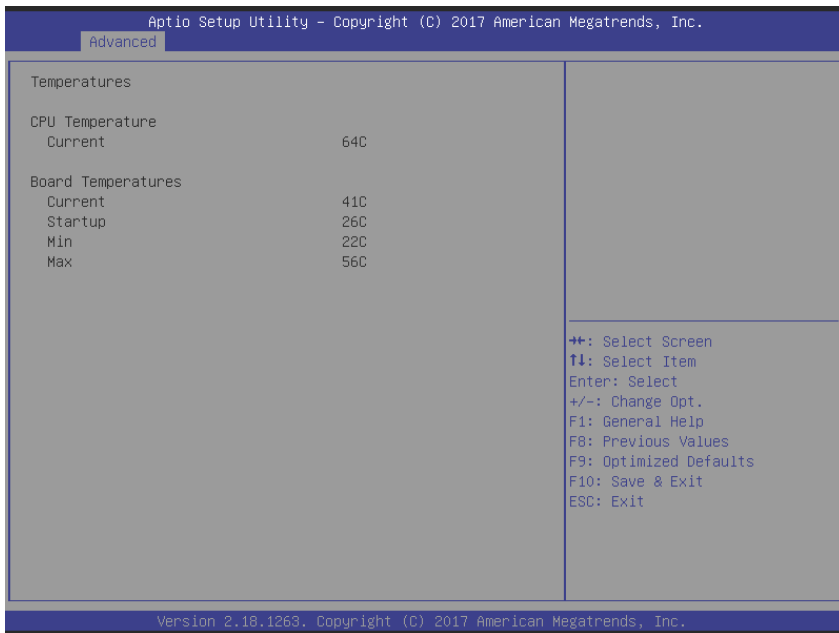 Aptio Setup Utility – Copyright (C) 2017 American Megatrends, Inc.
Advanced
Temperatures
CPU Temperature
Current 64C
Board Temperatures
Current 41C
Startup 26C
Min 22C
Max 56C
→←: Select Screen
↑↓: Select Item
Enter: Select
+/-: Change Opt.
F1: General Help
F8: Previous Values
F9: Optimized Defaults
F10: Save & Exit
ESC: Exit
Version 2.18.1263. Copyright (C) 2017 American Megatrends, Inc.